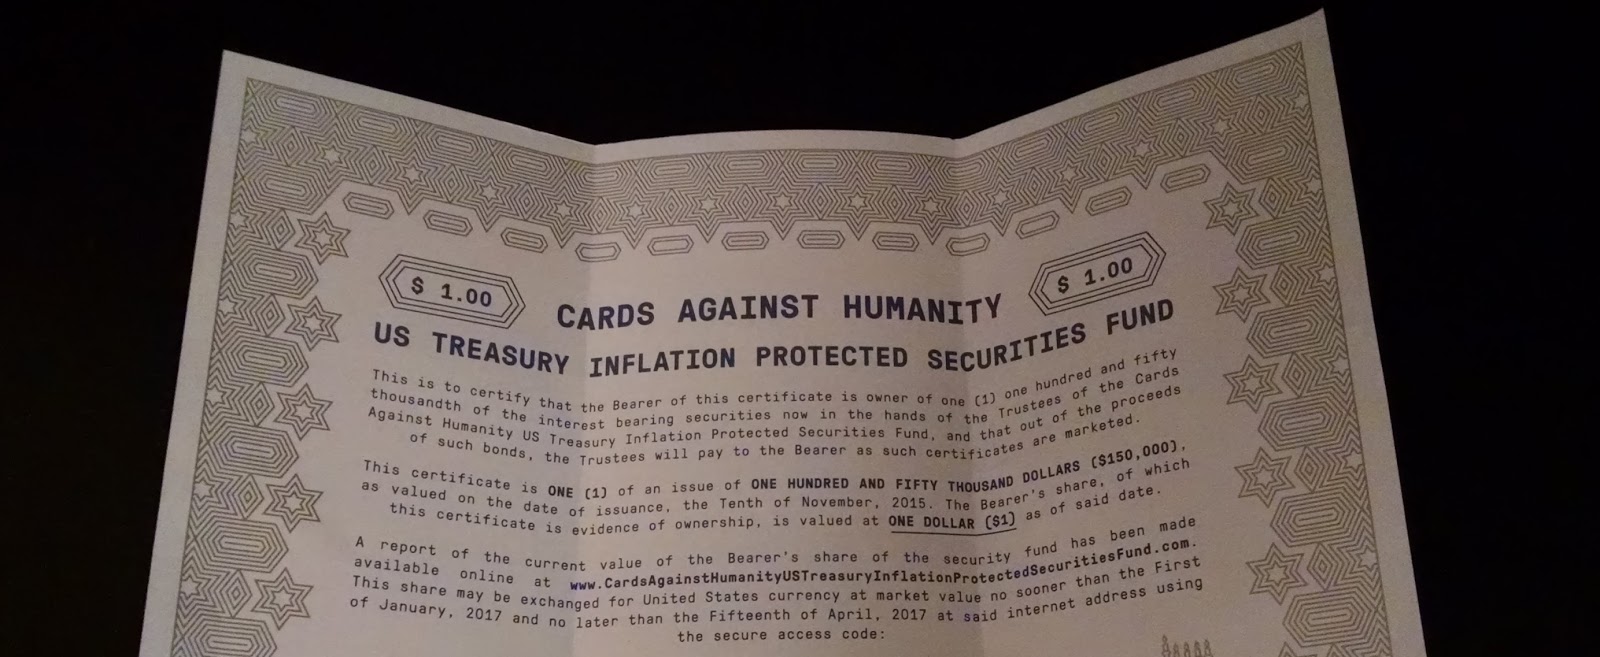 $ 1.00
$ 1.00
CARDS AGAINST HUMANITY
US TREASURY INFLATION PROTECTED SECURITIES FUND
This is to certify that the Bearer of this certificate is owner of one (1) one hundred and fifty
thousandth of the interest bearing securities now in the hands of the Trustees of the Cards
Against Humanity US Treasury Inflation Protected Securities Fund, and that out of the proceeds
of such bonds, the Trustees will pay to the Bearer as such certificates are marketed.
This certificate is ONE (1) of an issue of ONE HUNDRED AND FIFTY THOUSAND DOLLARS ($150,000),
as valued on the date of issuance, the Tenth of November, 2015. The Bearer's share, of which
this certificate is evidence of ownership, is valued at ONE DOLLAR ($1) as of said date.
A report of the current value of the Bearer's share of the security fund has been made
available online at www.CardsAgainstHumanityUSTreasuryInflationProtectedSecuritiesFund.com.
This share may be exchanged for United States currency at market value no sooner than the First
of January, 2017 and no later than the Fifteenth of April, 2017 at said internet address using
the secure access code: